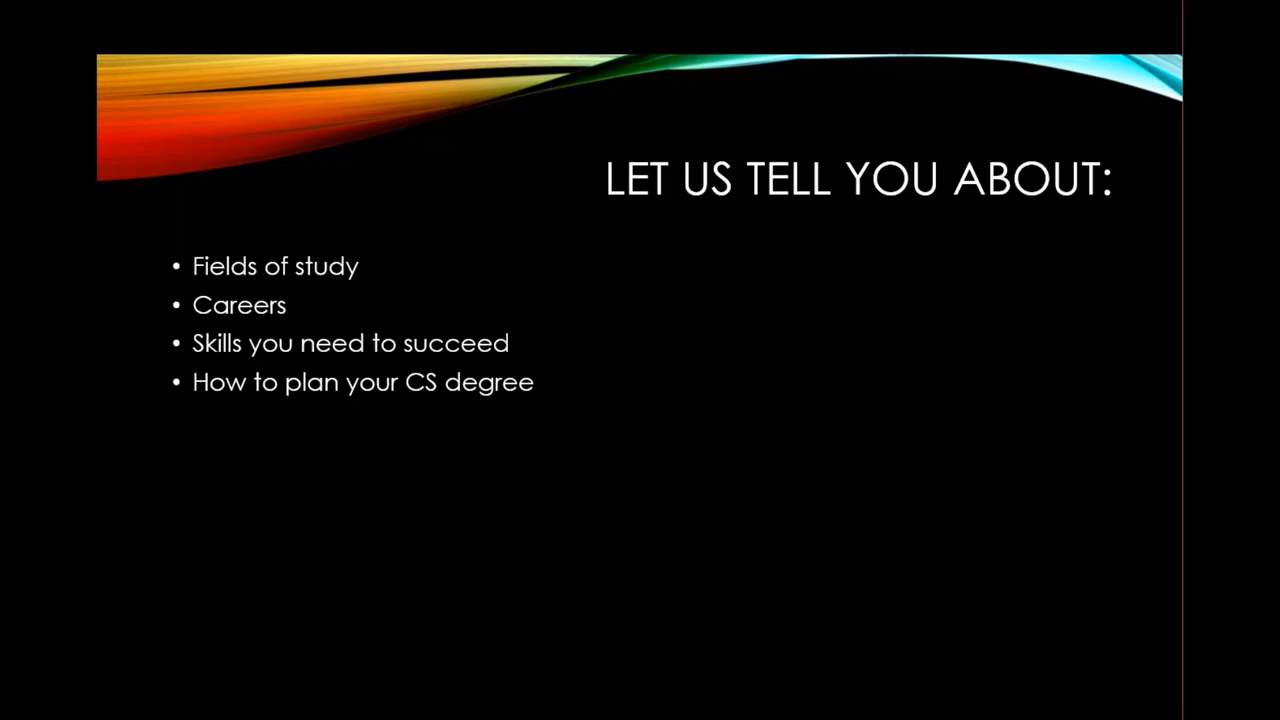 LET US TELL YOU ABOUT:
• Fields of study
• Careers
• Skills you need to succeed
• How to plan your CS degree